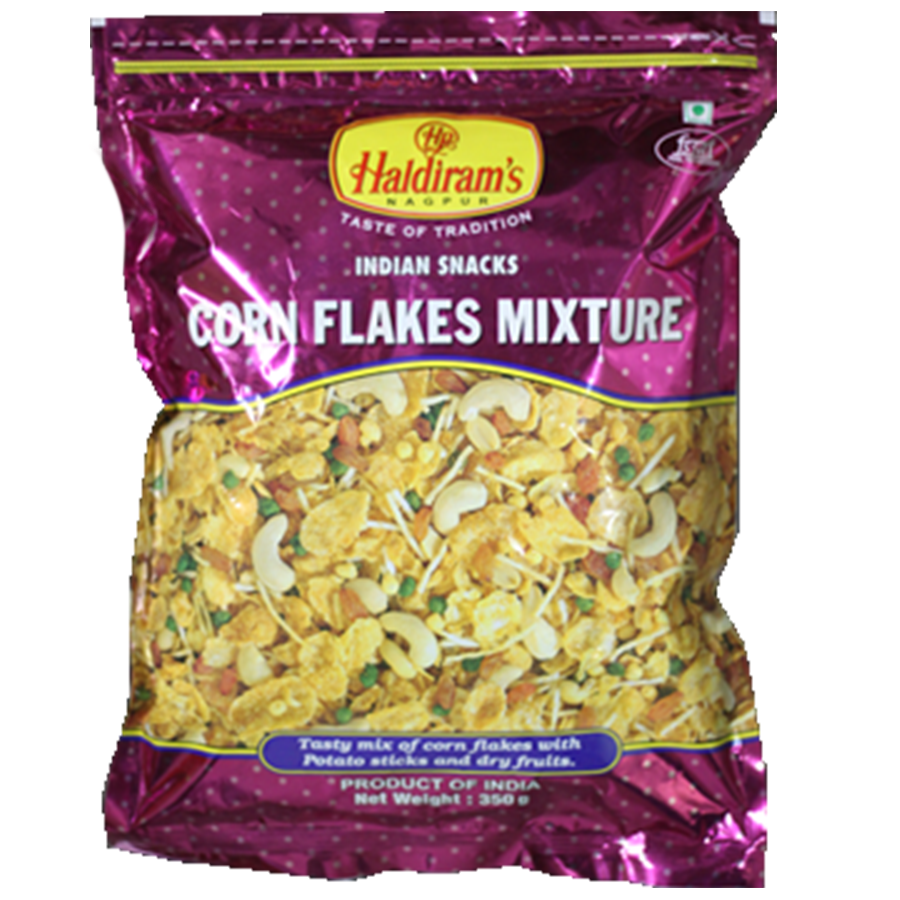 Hr
Haldiram's
NAGPUR
TASTE OF TRADITION
INDIAN SNACKS
CORN FLAKES MIXTURE
Tasty mix of corn flakes with
Potato sticks and dry fruits.
PRODUCT OF INDIA
Net Weight : 350 g